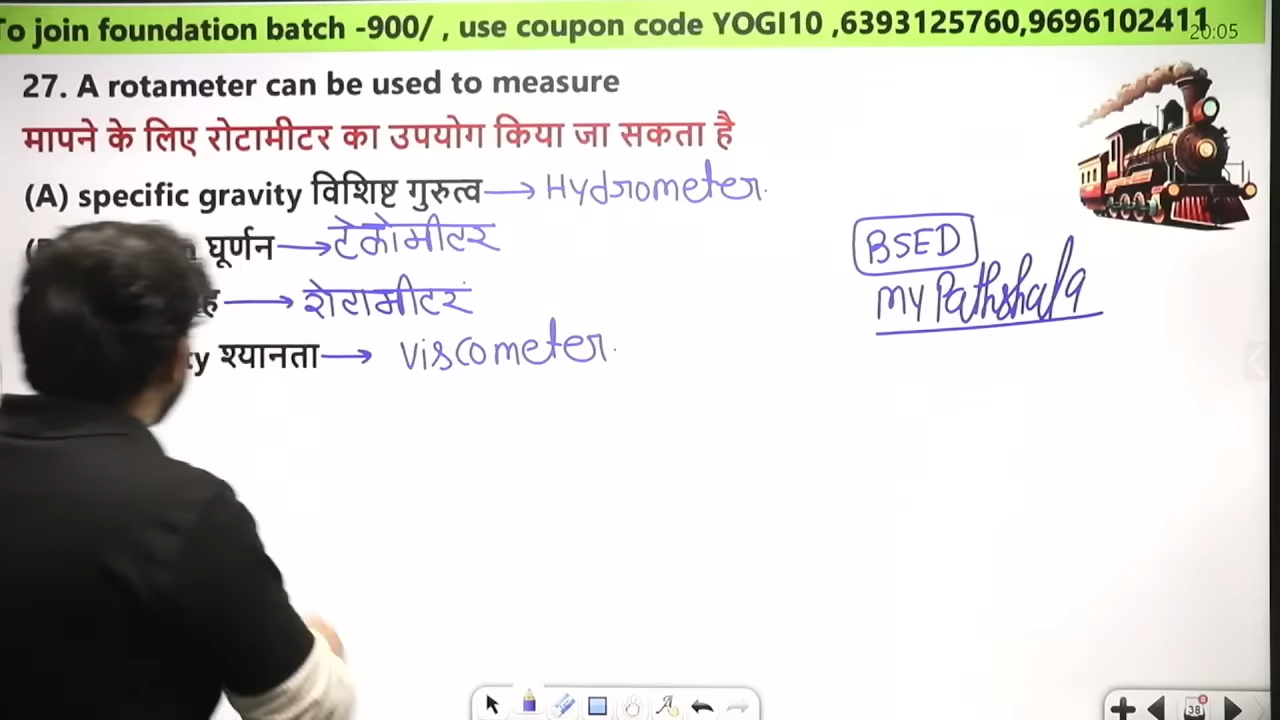 To join foundation batch -900/ , use coupon code YOGI10 ,6393125760,9696102411
20:05
27. A rotameter can be used to measure
मापने के लिए रोटामीटर का उपयोग किया जा सकता है
(A) specific gravity विशिष्ट गुरुत्व → Hydrometer.
घूर्णन → टेकोमीटर
→ रोटामीटर
श्यानता → Viscometer.
BSED
MY Pathshala
38